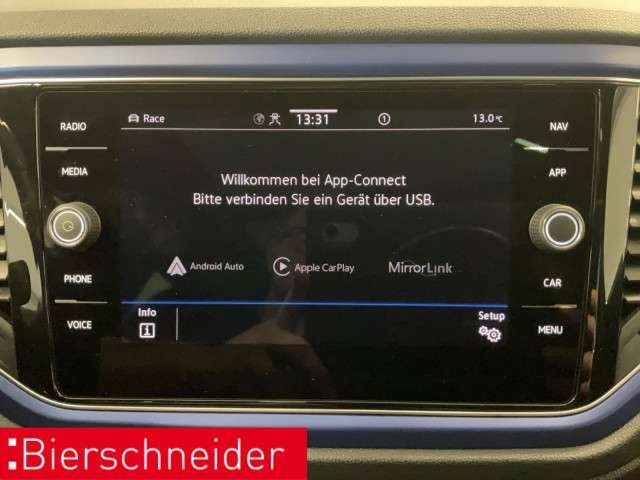 RADIO
MEDIA
PHONE
VOICE
Race
13:31
1
13.0°C
NAV
APP
CAR
MENU
Willkommen bei App-Connect
Bitte verbinden Sie ein Gerät über USB.
Android Auto
Apple CarPlay
MirrorLink
Info
Setup
Bierschneider